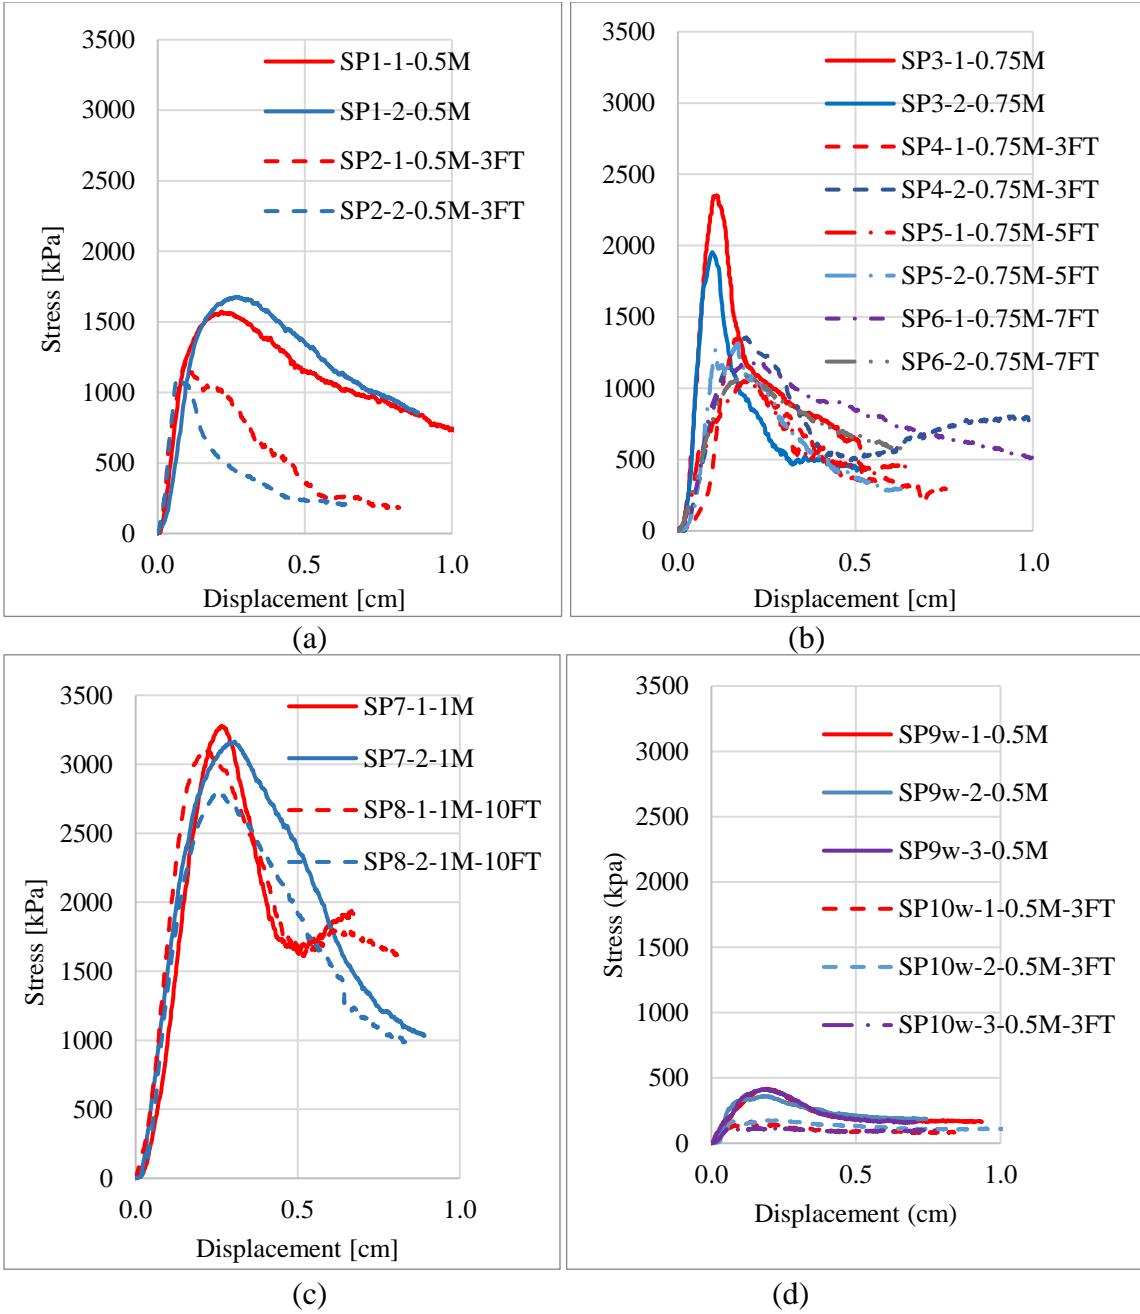 3500
3000
2500
2000
1500
1000
500
0
Stress [kPa]
SP1-1-0.5M
SP1-2-0.5M
SP2-1-0.5M-3FT
SP2-2-0.5M-3FT
0.0 0.5 1.0
Displacement [cm]
(a)
3500
3000
2500
2000
1500
1000
500
0
Stress [kPa]
SP3-1-0.75M
SP3-2-0.75M
SP4-1-0.75M-3FT
SP4-2-0.75M-3FT
SP5-1-0.75M-5FT
SP5-2-0.75M-5FT
SP6-1-0.75M-7FT
SP6-2-0.75M-7FT
0.0 0.5 1.0
Displacement [cm]
(b)
3500
3000
2500
2000
1500
1000
500
0
Stress [kPa]
SP7-1-1M
SP7-2-1M
SP8-1-1M-10FT
SP8-2-1M-10FT
0.0 0.5 1.0
Displacement [cm]
(c)
3500
3000
2500
2000
1500
1000
500
0
Stress (kpa)
SP9w-1-0.5M
SP9w-2-0.5M
SP9w-3-0.5M
SP10w-1-0.5M-3FT
SP10w-2-0.5M-3FT
SP10w-3-0.5M-3FT
0.0 0.5 1.0
Displacement (cm)
(d)